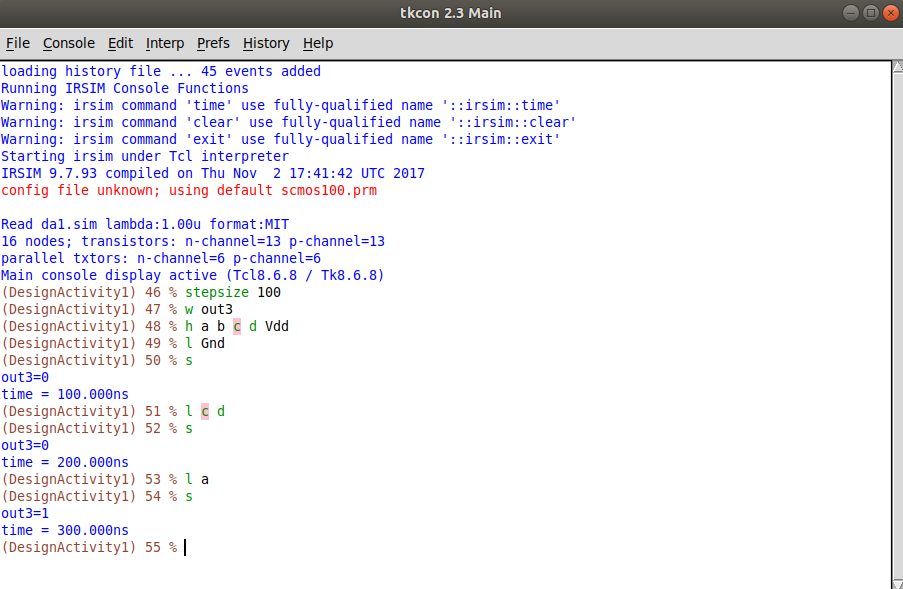 tkcon 2.3 Main
File Console Edit Interp Prefs History Help
loading history file ... 45 events added
Running IRSIM Console Functions
Warning: irsim command 'time' use fully-qualified name '::irsim::time'
Warning: irsim command 'clear' use fully-qualified name '::irsim::clear'
Warning: irsim command 'exit' use fully-qualified name '::irsim::exit'
Starting irsim under Tcl interpreter
IRSIM 9.7.93 compiled on Thu Nov  2 17:41:42 UTC 2017
config file unknown; using default scmos100.prm
Read da1.sim lambda:1.00u format:MIT
16 nodes; transistors: n-channel=13 p-channel=13
parallel txtors: n-channel=6 p-channel=6
Main console display active (Tcl8.6.8 / Tk8.6.8)
(DesignActivity1) 46 % stepsize 100
(DesignActivity1) 47 % w out3
(DesignActivity1) 48 % h a b c d Vdd
(DesignActivity1) 49 % l Gnd
(DesignActivity1) 50 % s
out3=0
time = 100.000ns
(DesignActivity1) 51 % l c d
(DesignActivity1) 52 % s
out3=0
time = 200.000ns
(DesignActivity1) 53 % l a
(DesignActivity1) 54 % s
out3=1
time = 300.000ns
(DesignActivity1) 55 %